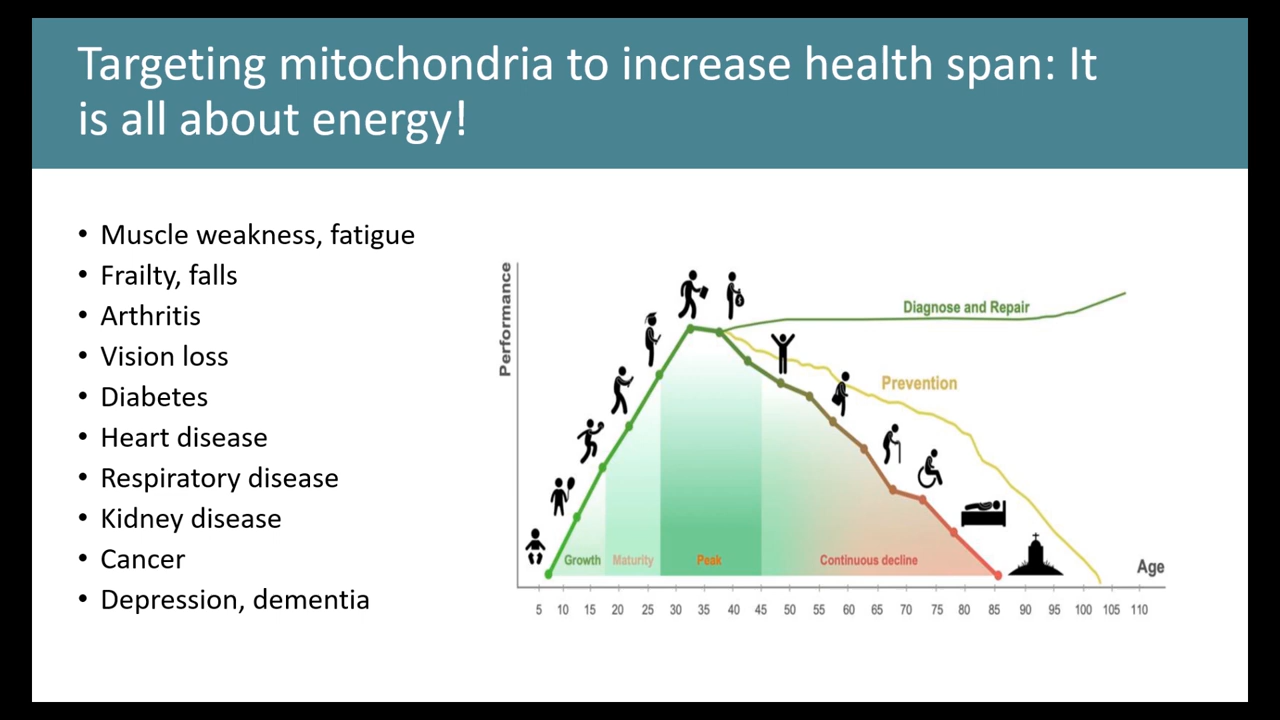 Targeting mitochondria to increase health span: It
is all about energy!
• Muscle weakness, fatigue
• Frailty, falls
• Arthritis
• Vision loss
• Diabetes
• Heart disease
• Respiratory disease
• Kidney disease
• Cancer
• Depression, dementia
Performance
Diagnose and Repair
Prevention
Growth Maturity Peak Continuous decline
Age
5 10 15 20 25 30 35 40 45 50 55 60 65 70 75 80 85 90 95 100 105 110